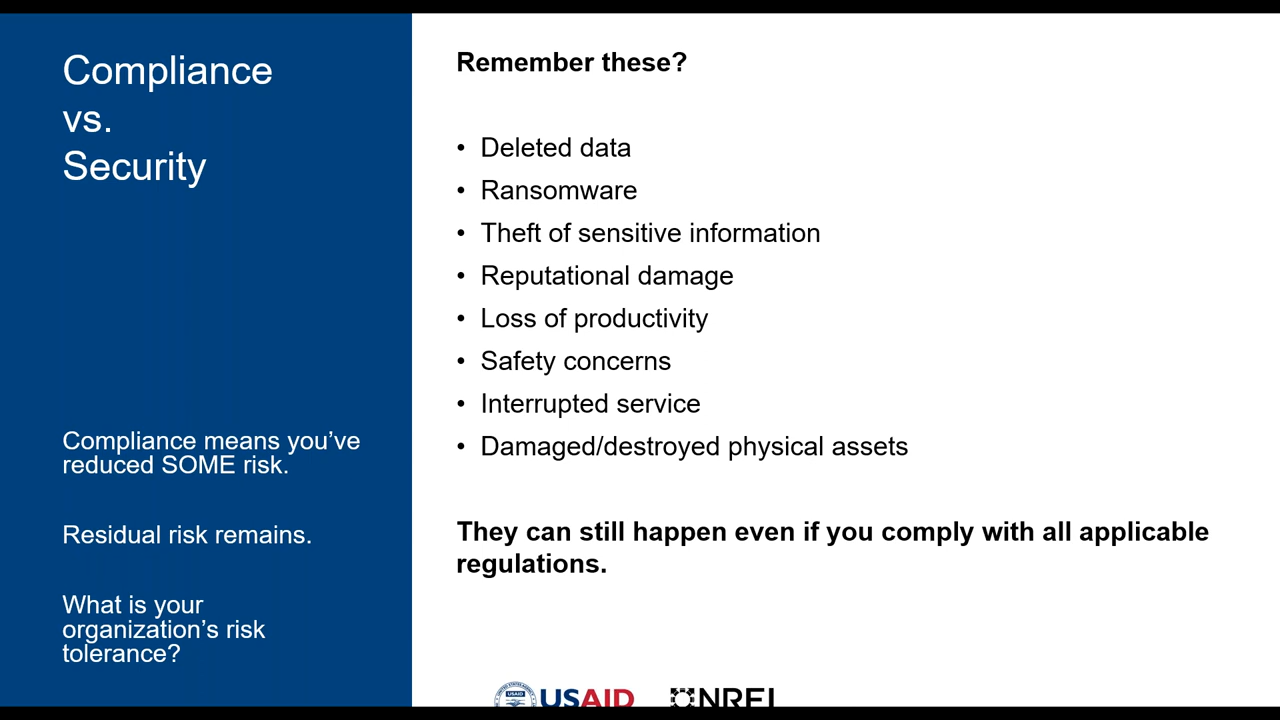 Compliance
vs.
Security
Compliance means you've
reduced SOME risk.
Residual risk remains.
What is your
organization's risk
tolerance?
Remember these?
• Deleted data
• Ransomware
• Theft of sensitive information
• Reputational damage
• Loss of productivity
• Safety concerns
• Interrupted service
• Damaged/destroyed physical assets
They can still happen even if you comply with all applicable
regulations.
USAID
NREL